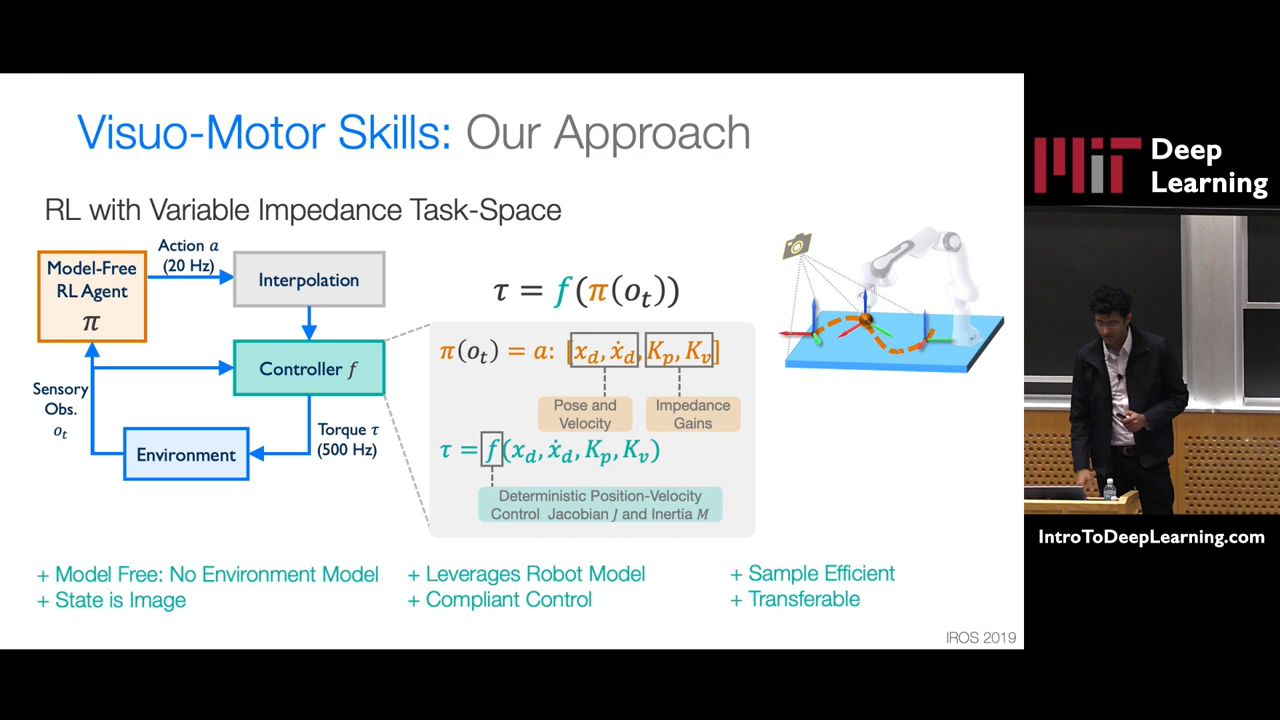 Visuo-Motor Skills: Our Approach
RL with Variable Impedance Task-Space
Model-Free
RL Agent
π
Action a
(20 Hz)
Interpolation
Controller f
Sensory
Obs.
oₜ
Environment
Torque τ
(500 Hz)
τ = f(π(oₜ))
π(oₜ) = a: [x_d, ẋ_d, K_p, K_v]
Pose and
Velocity
Impedance
Gains
τ = f(x_d, ẋ_d, K_p, K_v)
Deterministic Position-Velocity
Control Jacobian J and Inertia M
+ Model Free: No Environment Model
+ State is Image
+ Leverages Robot Model
+ Compliant Control
+ Sample Efficient
+ Transferable
IROS 2019
MIT
Deep
Learning
IntroToDeepLearning.com